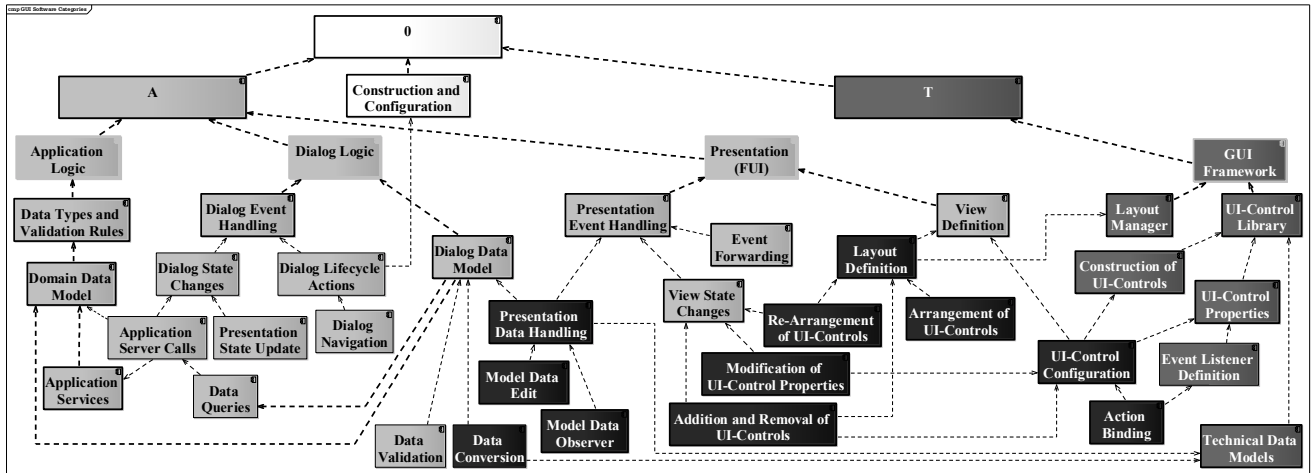 cmp GUI Software Categories
0
A
Construction and
Configuration
T
Application
Logic
Dialog Logic
Presentation
(FUI)
GUI
Framework
Data Types and
Validation Rules
Dialog Event
Handling
Presentation
Event Handling
View
Definition
Layout
Manager
UI-Control
Library
Domain Data
Model
Dialog State
Changes
Dialog Lifecycle
Actions
Dialog Data
Model
Event
Forwarding
Layout
Definition
Construction of
UI-Controls
View State
Changes
UI-Control
Properties
Application
Server Calls
Presentation
State Update
Dialog
Navigation
Presentation
Data Handling
Re-Arrangement
of UI-Controls
Arrangement of
UI-Controls
Application
Services
Data
Queries
Model Data
Edit
Modification of
UI-Control Properties
UI-Control
Configuration
Event Listener
Definition
Data
Validation
Data
Conversion
Model Data
Observer
Addition and Removal of
UI-Controls
Action
Binding
Technical Data
Models